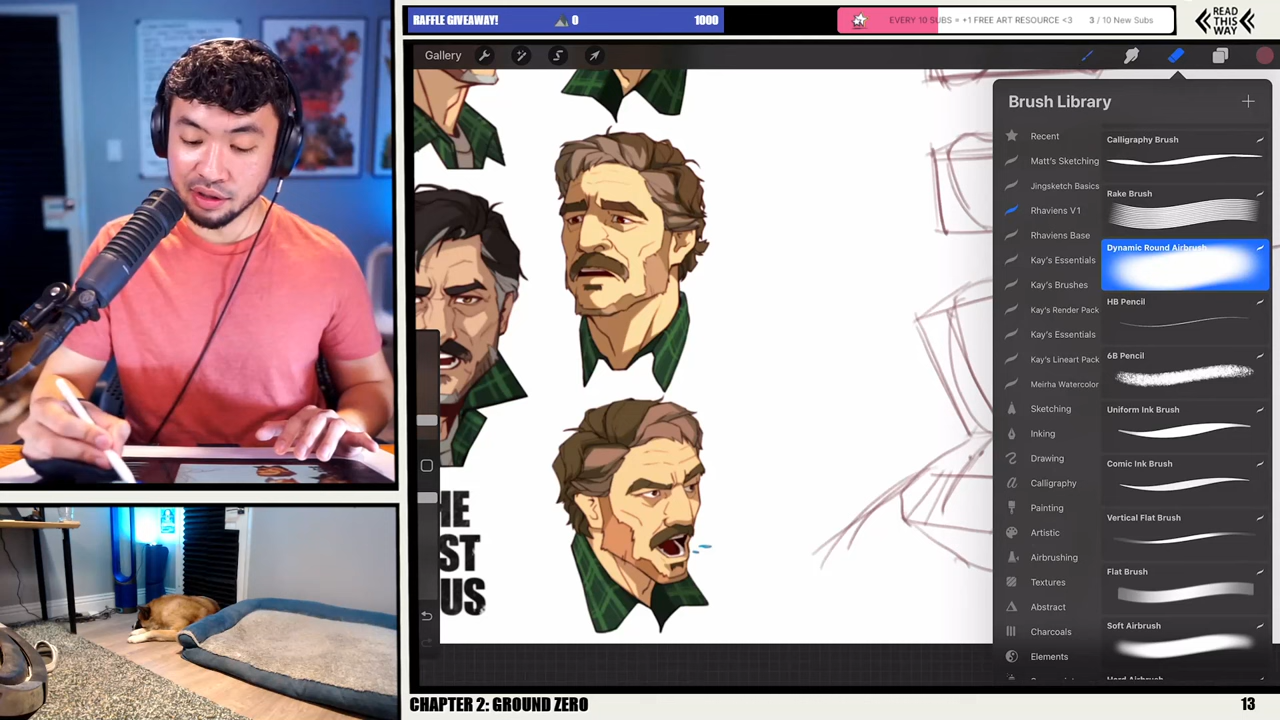 RAFFLE GIVEAWAY!
0
1000
EVERY 10 SUBS = +1 FREE ART RESOURCE <3
3 / 10 New Subs
READ
THIS
WAY
Gallery
Brush Library
Recent
Matt's Sketching
Jingsketch Basics
Rhaviens V1
Rhaviens Base
Kay's Essentials
Kay's Brushes
Kay's Render Pack
Kay's Essentials
Kay's Lineart Pack
Meirha Watercolor
Sketching
Inking
Drawing
Calligraphy
Painting
Artistic
Airbrushing
Textures
Abstract
Charcoals
Elements
Calligraphy Brush
Rake Brush
Dynamic Round Airbrush
HB Pencil
6B Pencil
Uniform Ink Brush
Comic Ink Brush
Vertical Flat Brush
Flat Brush
Soft Airbrush
HE
ST
US
CHAPTER 2: GROUND ZERO
13